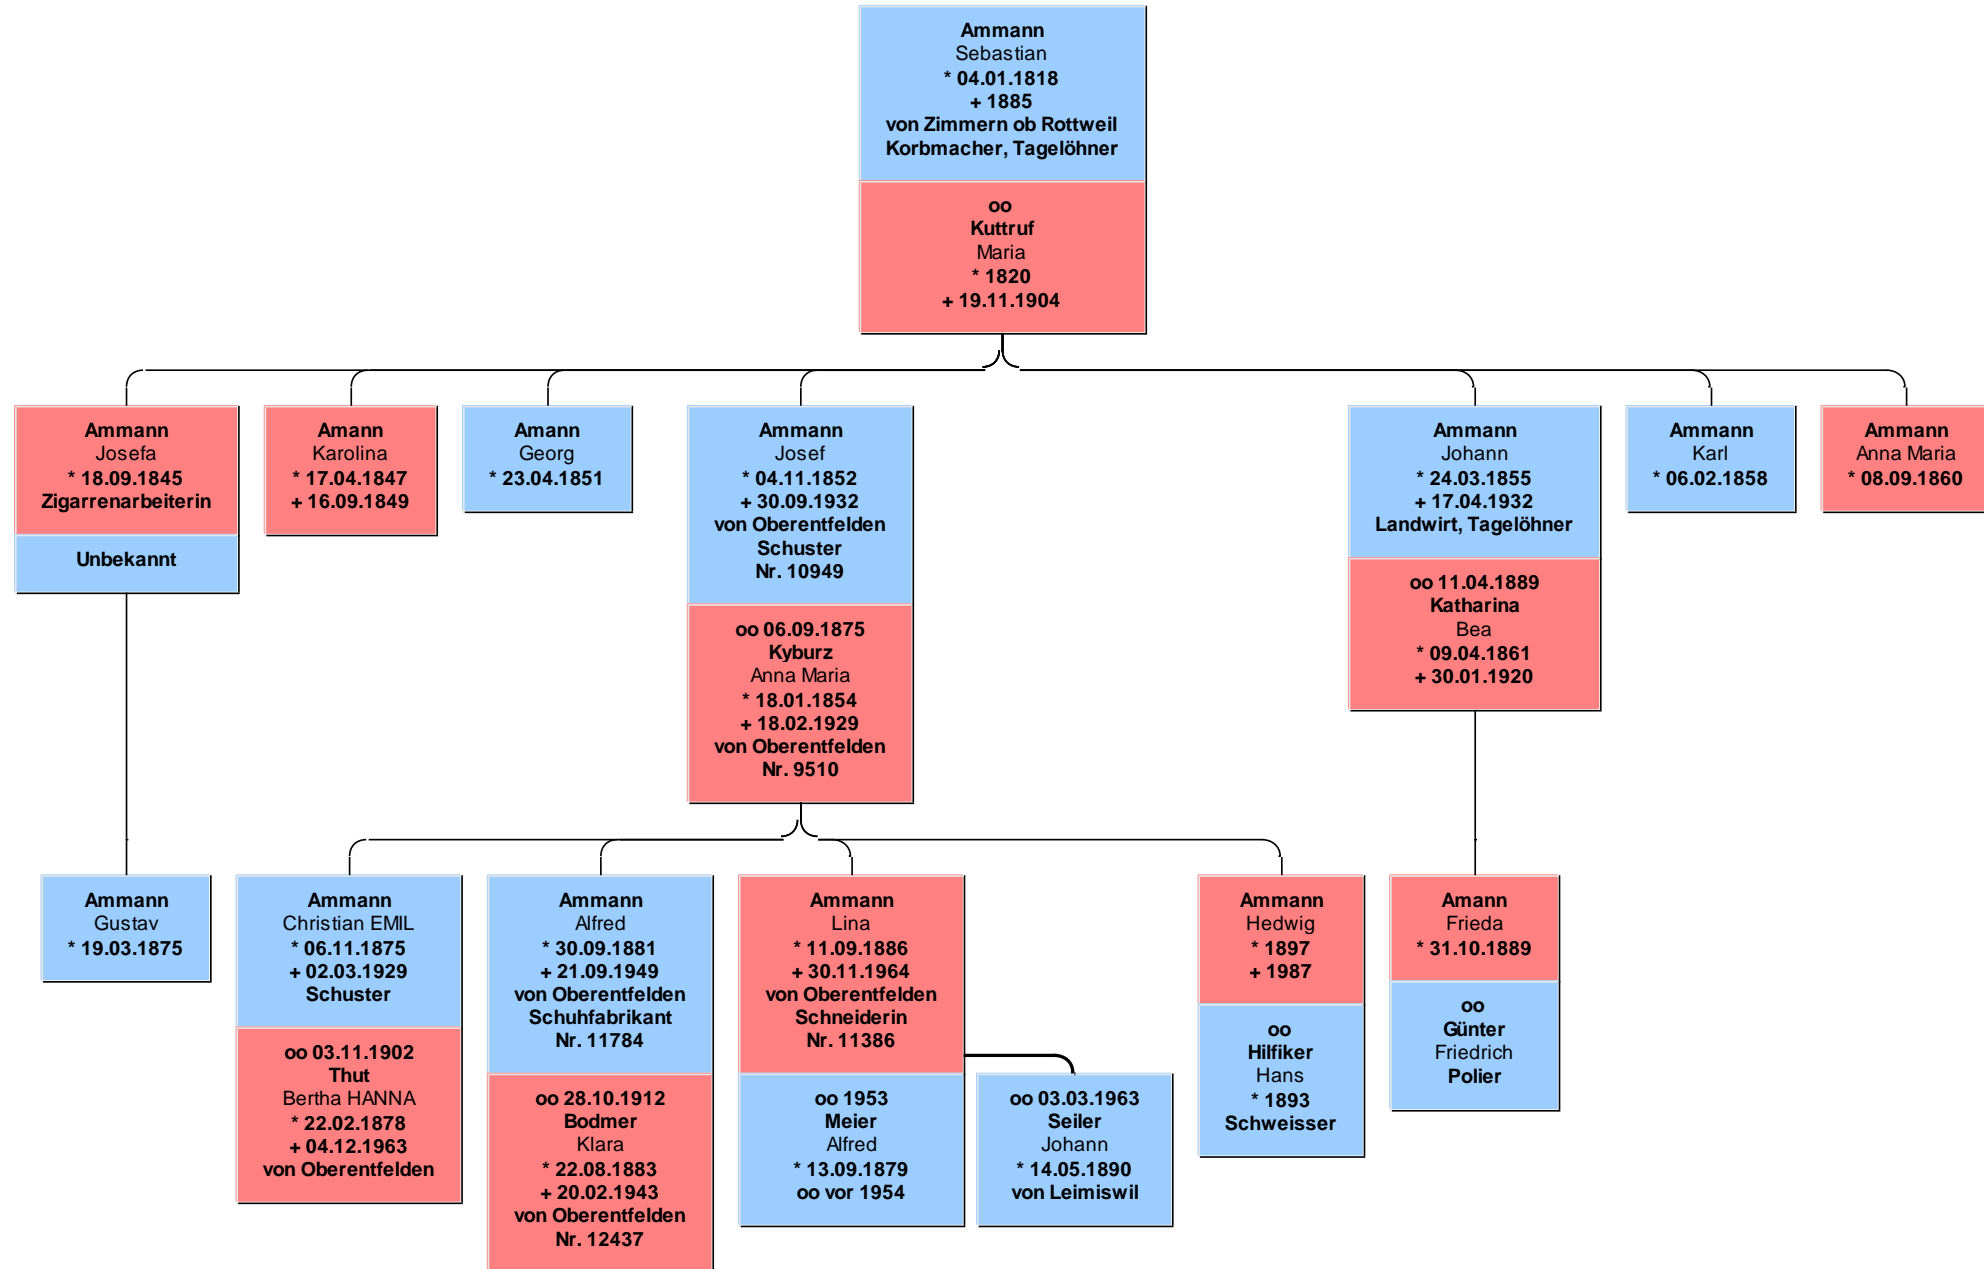 Ammann
Sebastian
* 04.01.1818
+ 1885
von Zimmern ob Rottweil
Korbmacher, Tagelöhner
oo
Kuttruf
Maria
* 1820
+ 19.11.1904
Ammann
Josefa
* 18.09.1845
Zigarrenarbeiterin
Unbekannt
Amann
Karolina
* 17.04.1847
+ 16.09.1849
Amann
Georg
* 23.04.1851
Ammann
Josef
* 04.11.1852
+ 30.09.1932
von Oberentfelden
Schuster
Nr. 10949
oo 06.09.1875
Kyburz
Anna Maria
* 18.01.1854
+ 18.02.1929
von Oberentfelden
Nr. 9510
Ammann
Johann
* 24.03.1855
+ 17.04.1932
Landwirt, Tagelöhner
oo 11.04.1889
Katharina
Bea
* 09.04.1861
+ 30.01.1920
Ammann
Karl
* 06.02.1858
Ammann
Anna Maria
* 08.09.1860
Ammann
Gustav
* 19.03.1875
Ammann
Christian EMIL
* 06.11.1875
+ 02.03.1929
Schuster
oo 03.11.1902
Thut
Bertha HANNA
* 22.02.1878
+ 04.12.1963
von Oberentfelden
Ammann
Alfred
* 30.09.1881
+ 21.09.1949
von Oberentfelden
Schuhfabrikant
Nr. 11784
oo 28.10.1912
Bodmer
Klara
* 22.08.1883
+ 20.02.1943
von Oberentfelden
Nr. 12437
Ammann
Lina
* 11.09.1886
+ 30.11.1964
von Oberentfelden
Schneiderin
Nr. 11386
oo 1953
Meier
Alfred
* 13.09.1879
oo vor 1954
oo 03.03.1963
Seiler
Johann
* 14.05.1890
von Leimiswil
Ammann
Hedwig
* 1897
+ 1987
oo
Hilfiker
Hans
* 1893
Schweisser
Amann
Frieda
* 31.10.1889
oo
Günter
Friedrich
Polier